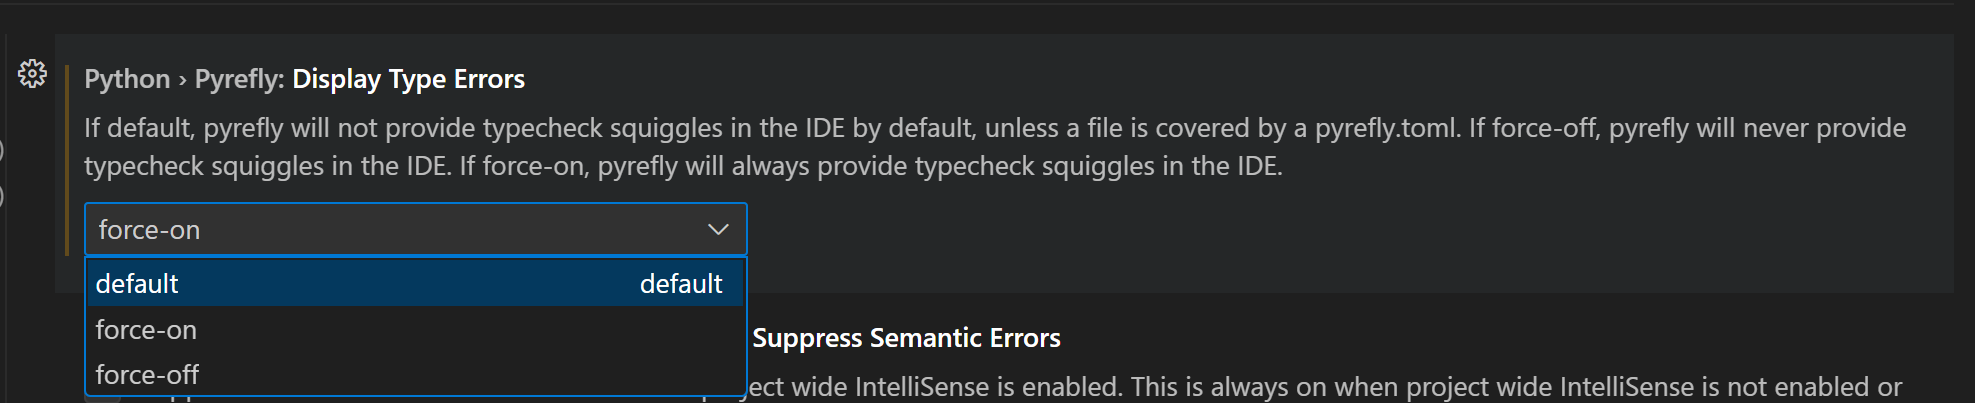 Python › Pyrefly: Display Type Errors
If default, pyrefly will not provide typecheck squiggles in the IDE by default, unless a file is covered by a pyrefly.toml. If force-off, pyrefly will never provide
typecheck squiggles in the IDE. If force-on, pyrefly will always provide typecheck squiggles in the IDE.
force-on
default default
force-on
Suppress Semantic Errors
force-off
wide IntelliSense is enabled. This is always on when project wide IntelliSense is not enabled or